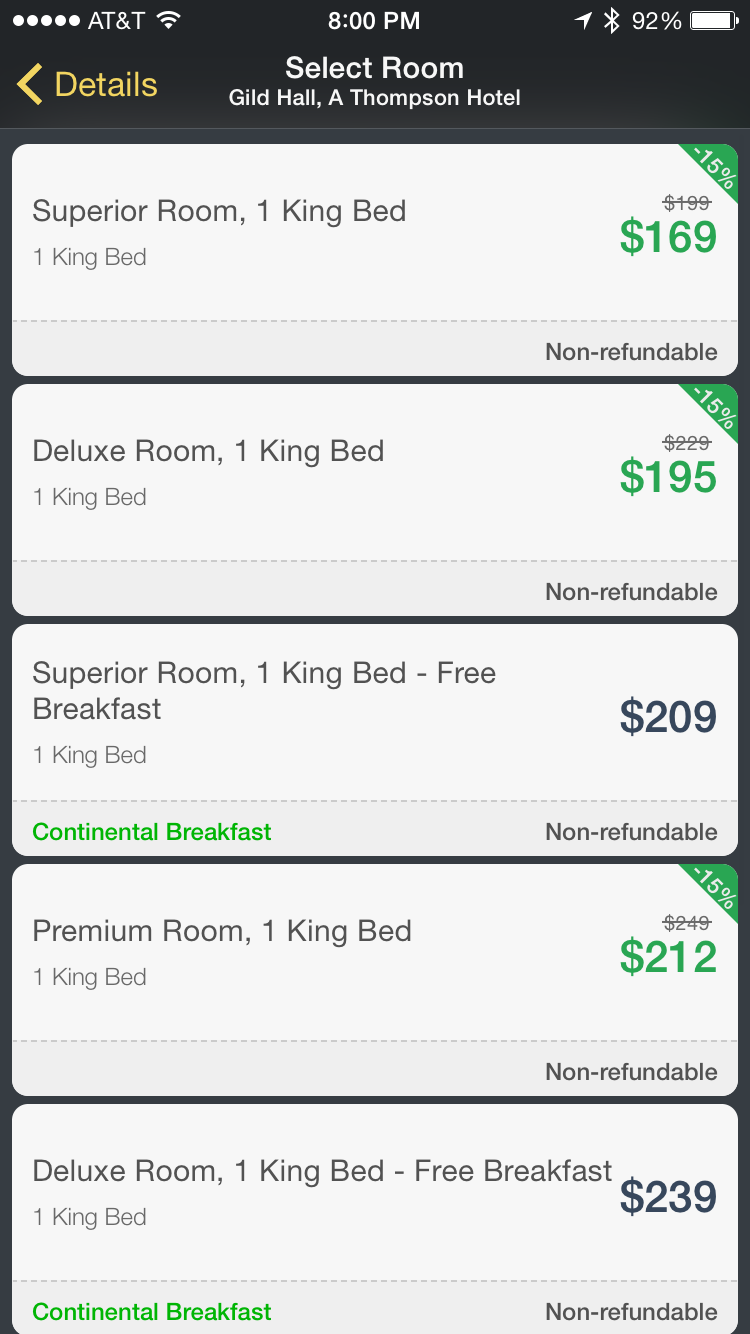 AT&T 8:00 PM 92%
Details
Select Room
Gild Hall, A Thompson Hotel
-15%
Superior Room, 1 King Bed
$199
$169
1 King Bed
Non-refundable
-15%
Deluxe Room, 1 King Bed
$229
$195
1 King Bed
Non-refundable
Superior Room, 1 King Bed - Free
Breakfast
$209
1 King Bed
Continental Breakfast Non-refundable
-15%
Premium Room, 1 King Bed
$249
$212
1 King Bed
Non-refundable
Deluxe Room, 1 King Bed - Free Breakfast
$239
1 King Bed
Continental Breakfast Non-refundable